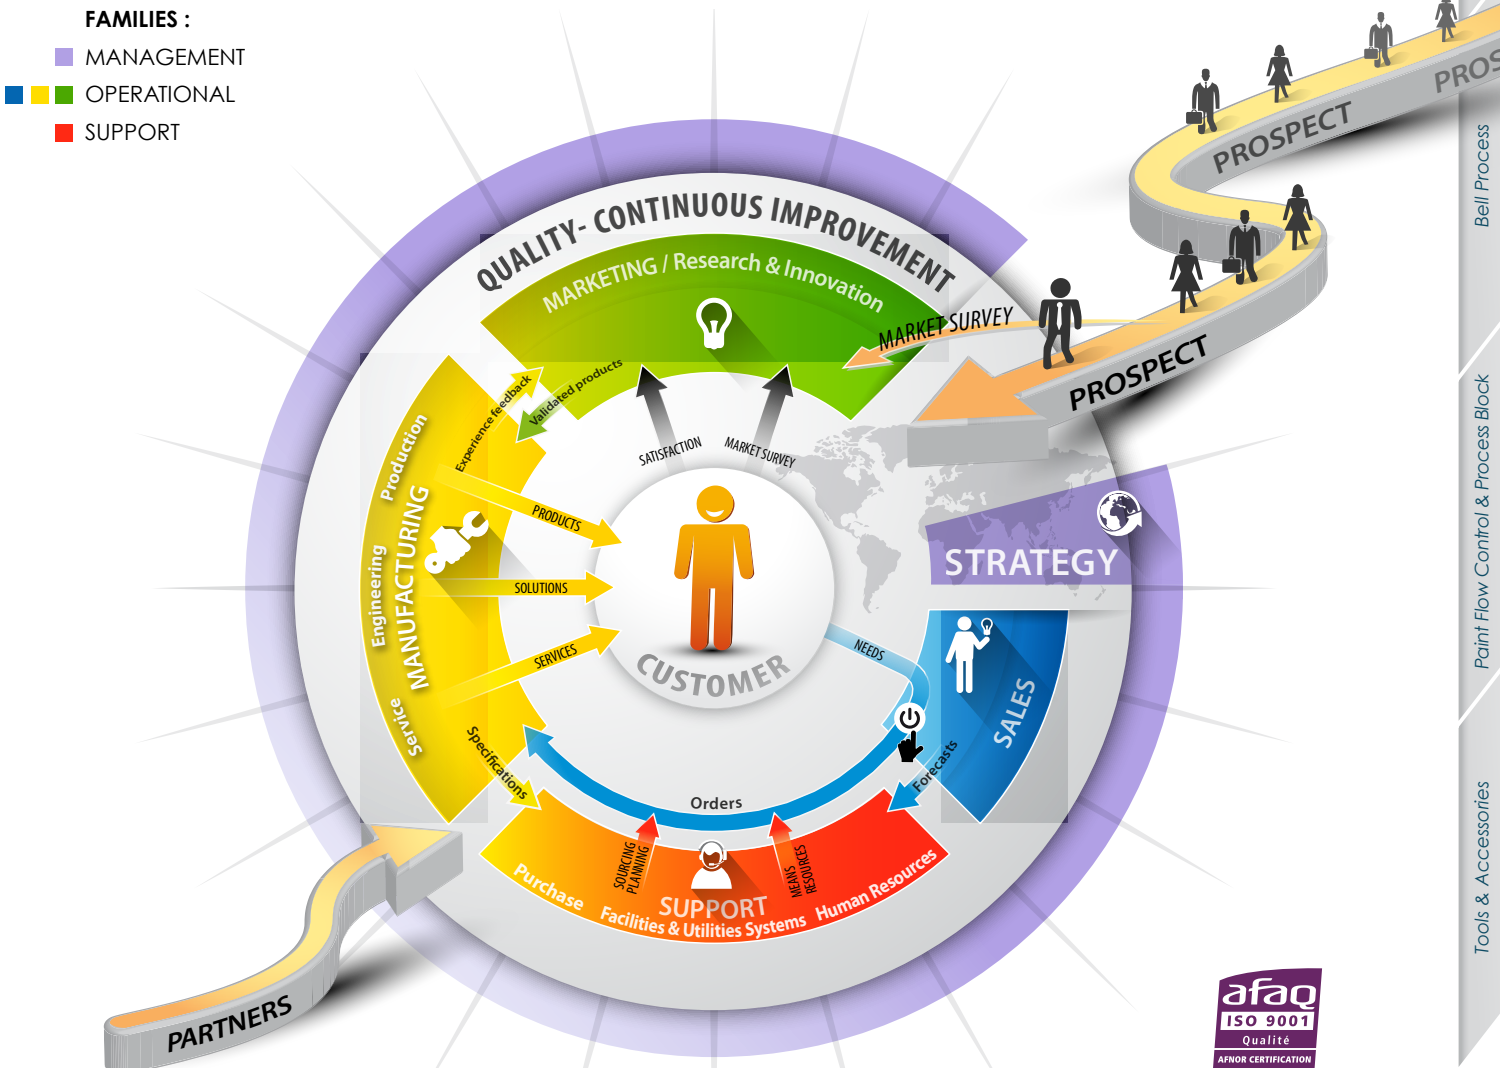 FAMILIES :
MANAGEMENT
OPERATIONAL
SUPPORT
QUALITY- CONTINUOUS IMPROVEMENT
MARKETING / Research & Innovation
MARKET SURVEY
PROSPECT
PROSPECT
PROS
Experience feedback
Validated products
SATISFACTION
MARKET SURVEY
Production
Engineering
Service
MANUFACTURING
PRODUCTS
SOLUTIONS
SERVICES
CUSTOMER
STRATEGY
NEEDS
SALES
Forecasts
Specifications
Orders
SOURCING
PLANNING
MEANS
RESOURCES
Purchase
SUPPORT
Facilities & Utilities Systems
Human Resources
PARTNERS
Bell Process
Paint Flow Control & Process Block
Tools & Accessories
afaq
ISO 9001
Qualité
AFNOR CERTIFICATION